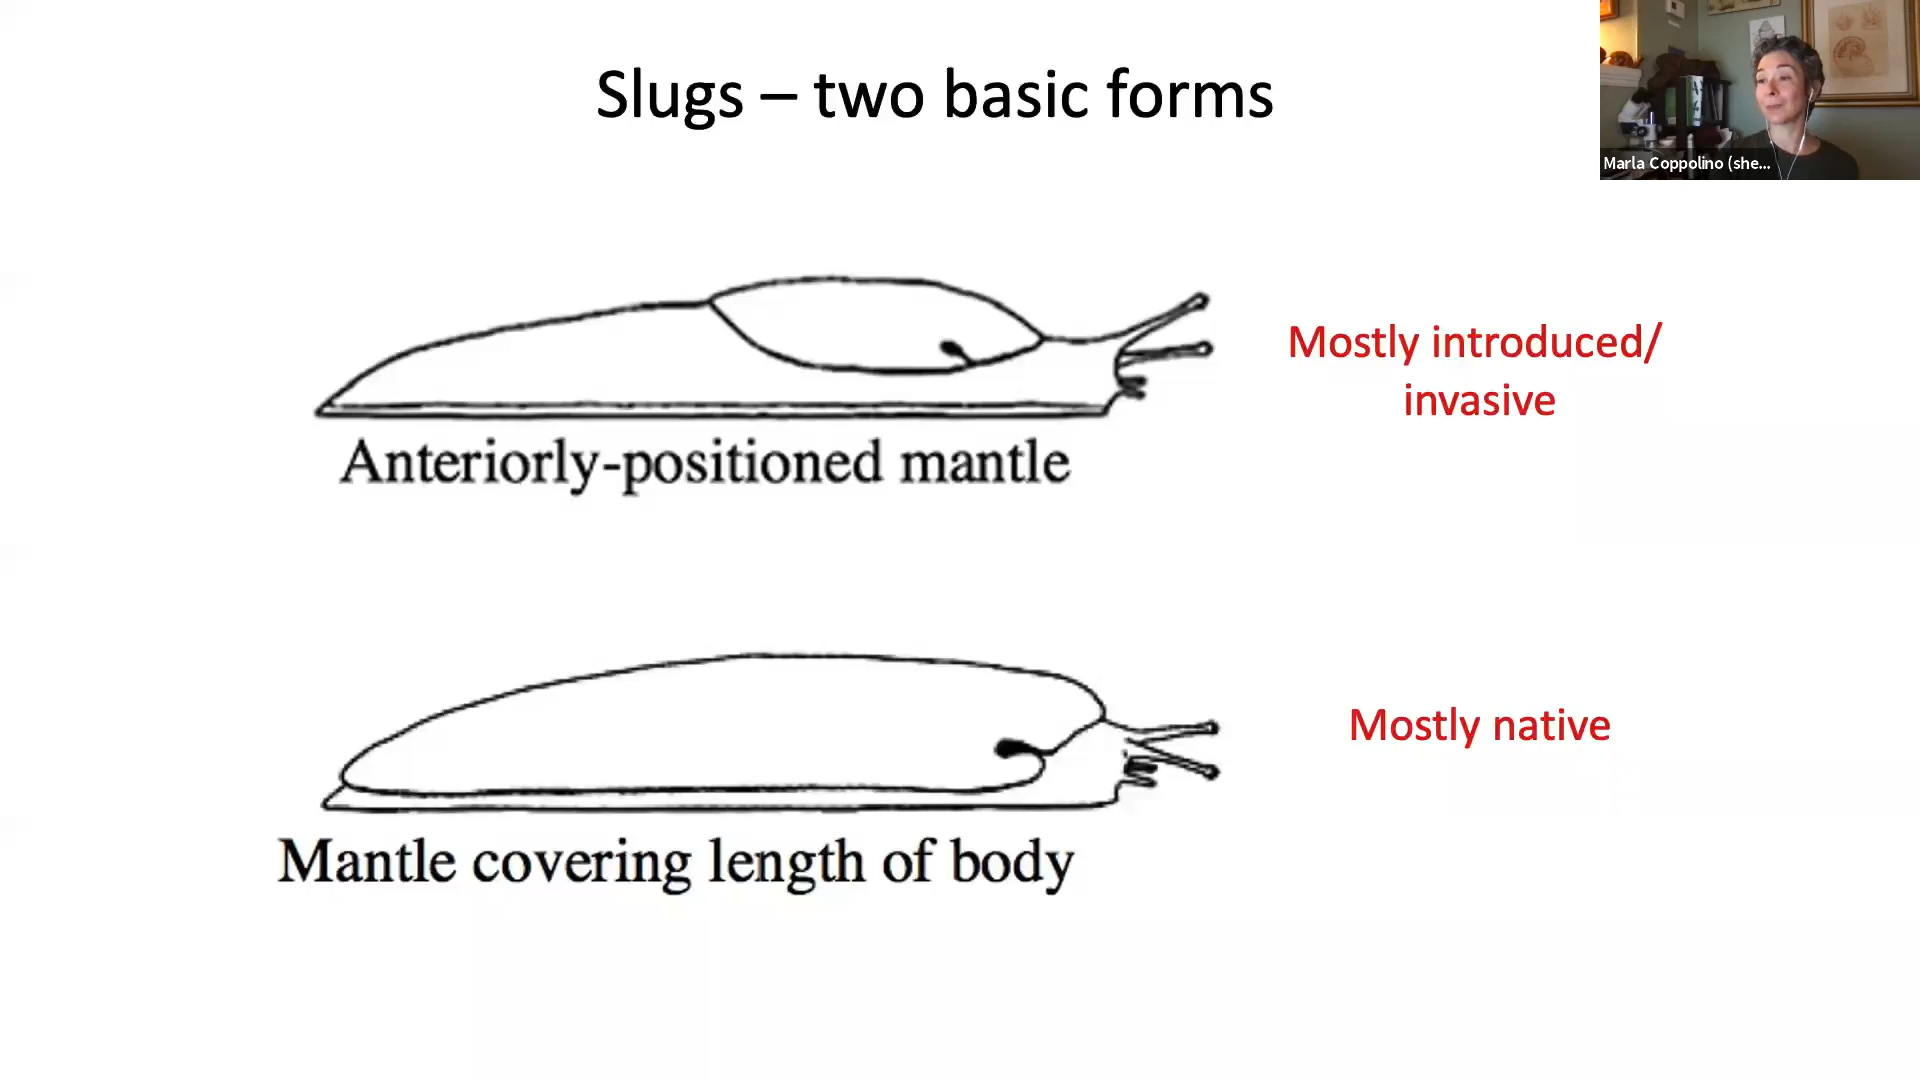 Slugs – two basic forms
Marla Coppolino (she...
Mostly introduced/
invasive
Anteriorly-positioned mantle
Mostly native
Mantle covering length of body